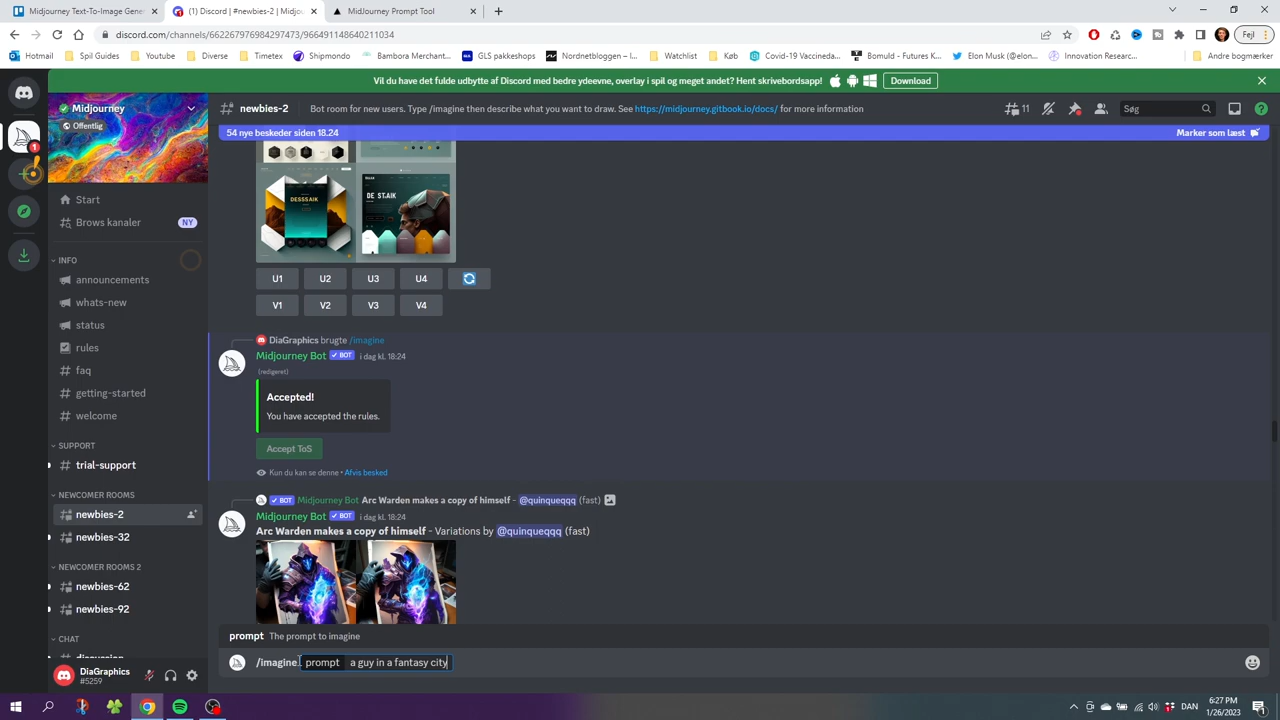 Midjourney Text-To-Image Gener
(1) Discord | #newbies-2 | Midjou
MidJourney Prompt Tool
discord.com/channels/662267976984297473/966491148640211034
Fejl
Hotmail
Spil Guides
Youtube
Diverse
Timetex
Shipmondo
Bambora Merchant...
GLS pakkeshops
Nordnetbloggen – I...
Watchlist
Køb
Covid-19 Vaccineda...
Bomuld - Futures K...
Elon Musk (@elon...
Innovation Researc...
Andre bogmærker
Vil du have det fulde udbytte af Discord med bedre ydeevne, overlay i spil og meget andet? Hent skrivebordsapp!
Download
Midjourney
Offentlig
newbies-2
Bot room for new users. Type /imagine then describe what you want to draw. See https://midjourney.gitbook.io/docs/ for more information
11
Søg
54 nye beskeder siden 18.24
Marker som læst
1
Start
Brows kanaler
NY
INFO
announcements
whats-new
status
rules
faq
getting-started
welcome
SUPPORT
trial-support
NEWCOMER ROOMS
newbies-2
newbies-32
NEWCOMER ROOMS 2
newbies-62
newbies-92
CHAT
DiaGraphics
#5259
DESSSAIK
DE ST.AIK
U1
U2
U3
U4
V1
V2
V3
V4
DiaGraphics brugte /imagine
Midjourney Bot BOT i dag kl. 18:24
(redigeret)
Accepted!
You have accepted the rules.
Accept ToS
Kun du kan se denne • Afvis besked
BOT Midjourney Bot Arc Warden makes a copy of himself - @quinqueqqq (fast)
Midjourney Bot BOT i dag kl. 18:24
Arc Warden makes a copy of himself - Variations by @quinqueqqq (fast)
prompt The prompt to imagine
/imagine prompt a guy in a fantasy city
DAN
6:27 PM
1/26/2023